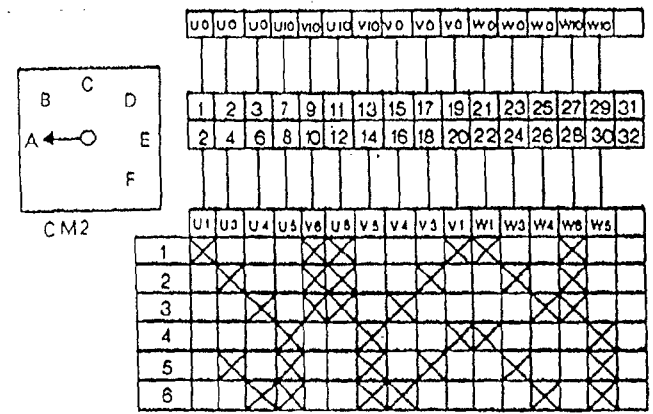 U0 U0 U0 U10 V10 U10 V10 V0 V0 V0 W0 W0 W0 W10 W10
C
B D
A E
F
CM2
1 2 3 7 9 11 13 15 17 19 21 23 25 27 29 31
2 4 6 8 10 12 14 16 18 20 22 24 26 28 30 32
U1 U3 U4 U5 V6 U6 V5 V4 V3 V1 W1 W3 W4 W6 W5
1
2
3
4
5
6